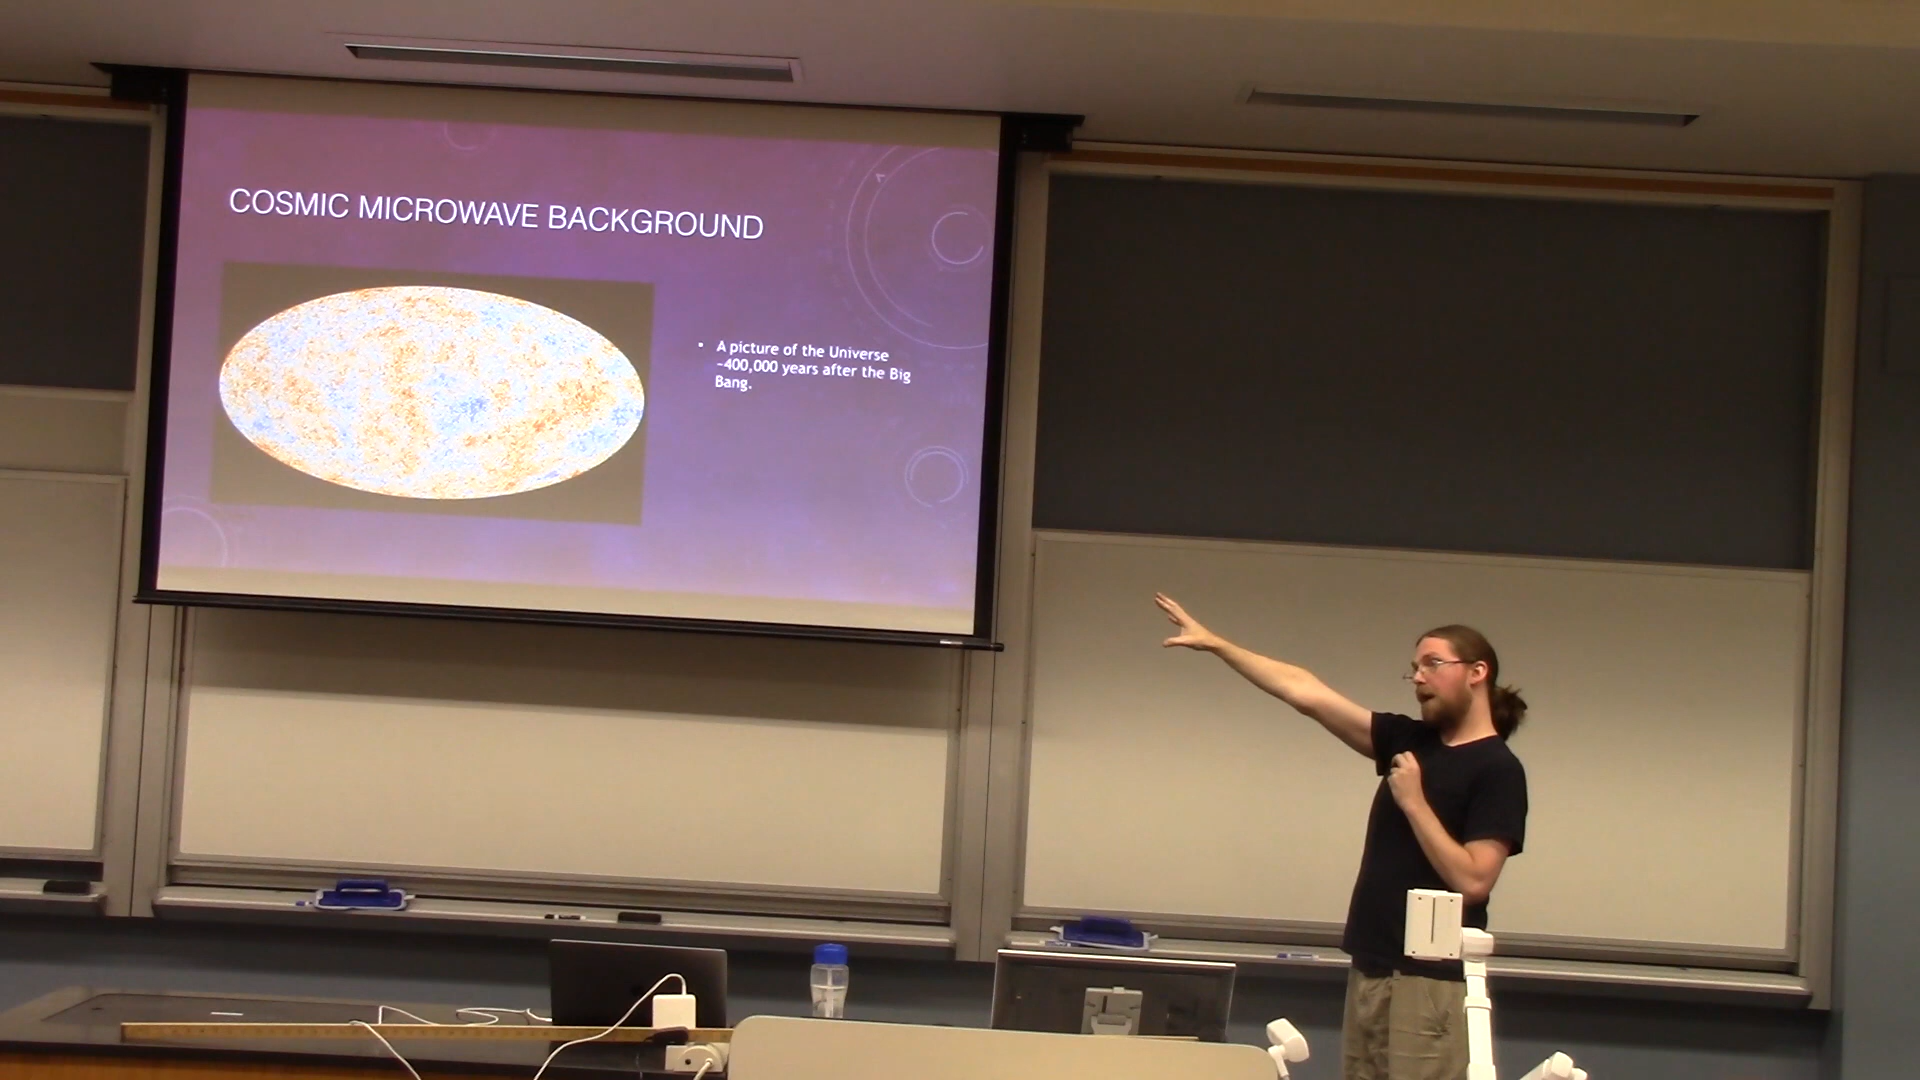 COSMIC MICROWAVE BACKGROUND
▪ A picture of the Universe
~400,000 years after the Big
Bang.